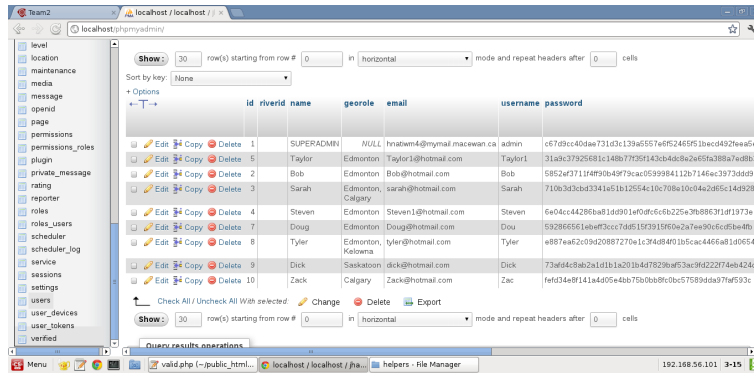 Team2
localhost / localhost / j
localhost/phpmyadmin/
level
location
maintenance
media
message
openid
page
permissions
permissions_roles
plugin
private_message
rating
reporter
roles
roles_users
scheduler
scheduler_log
service
sessions
settings
users
user_devices
user_tokens
verified
Show : 30 row(s) starting from row # 0 in horizontal mode and repeat headers after 0 cells
Sort by key: None
+ Options
←T→ id riverid name georole email username password
Edit Copy Delete 1 SUPERADMIN NULL hnatiwm4@mymail.macewan.ca admin
Edit Copy Delete 5 Taylor Edmonton Taylor1@hotmail.com Taylor1
Edit Copy Delete 2 Bob Edmonton Bob@hotmail.com Bob
Edit Copy Delete 3 Sarah Edmonton, Calgary sarah@hotmail.com Sarah
Edit Copy Delete 4 Steven Edmonton Steven1@hotmail.com Steven
Edit Copy Delete 7 Doug Edmonton Doug@hotmail.com Dou
Edit Copy Delete 8 Tyler Edmonton, Kelowna tyler@hotmail.com Tyler
Edit Copy Delete 9 Dick Saskatoon dick@hotmail.com Dick
Edit Copy Delete 10 Zack Calgary Zack@hotmail.com Zac
Check All / Uncheck All With selected: Change Delete Export
Show : 30 row(s) starting from row # 0 in horizontal mode and repeat headers after 0 cells
Query results operations
Menu valid.php (~/public_html... localhost / localhost / jha... helpers - File Manager 192.168.56.101 3-15